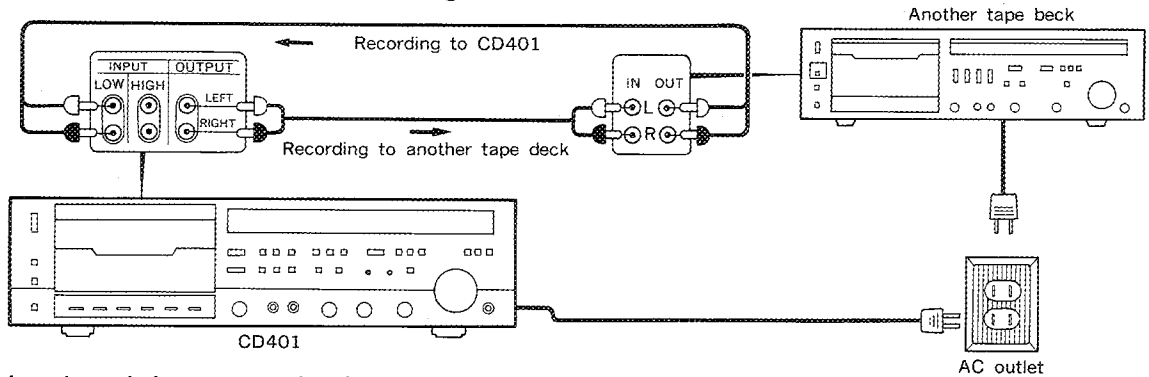 Another tape beck
Recording to CD401
INPUT OUTPUT
LOW HIGH
LEFT
RIGHT
IN OUT
L
R
Recording to another tape deck
CD401
AC outlet